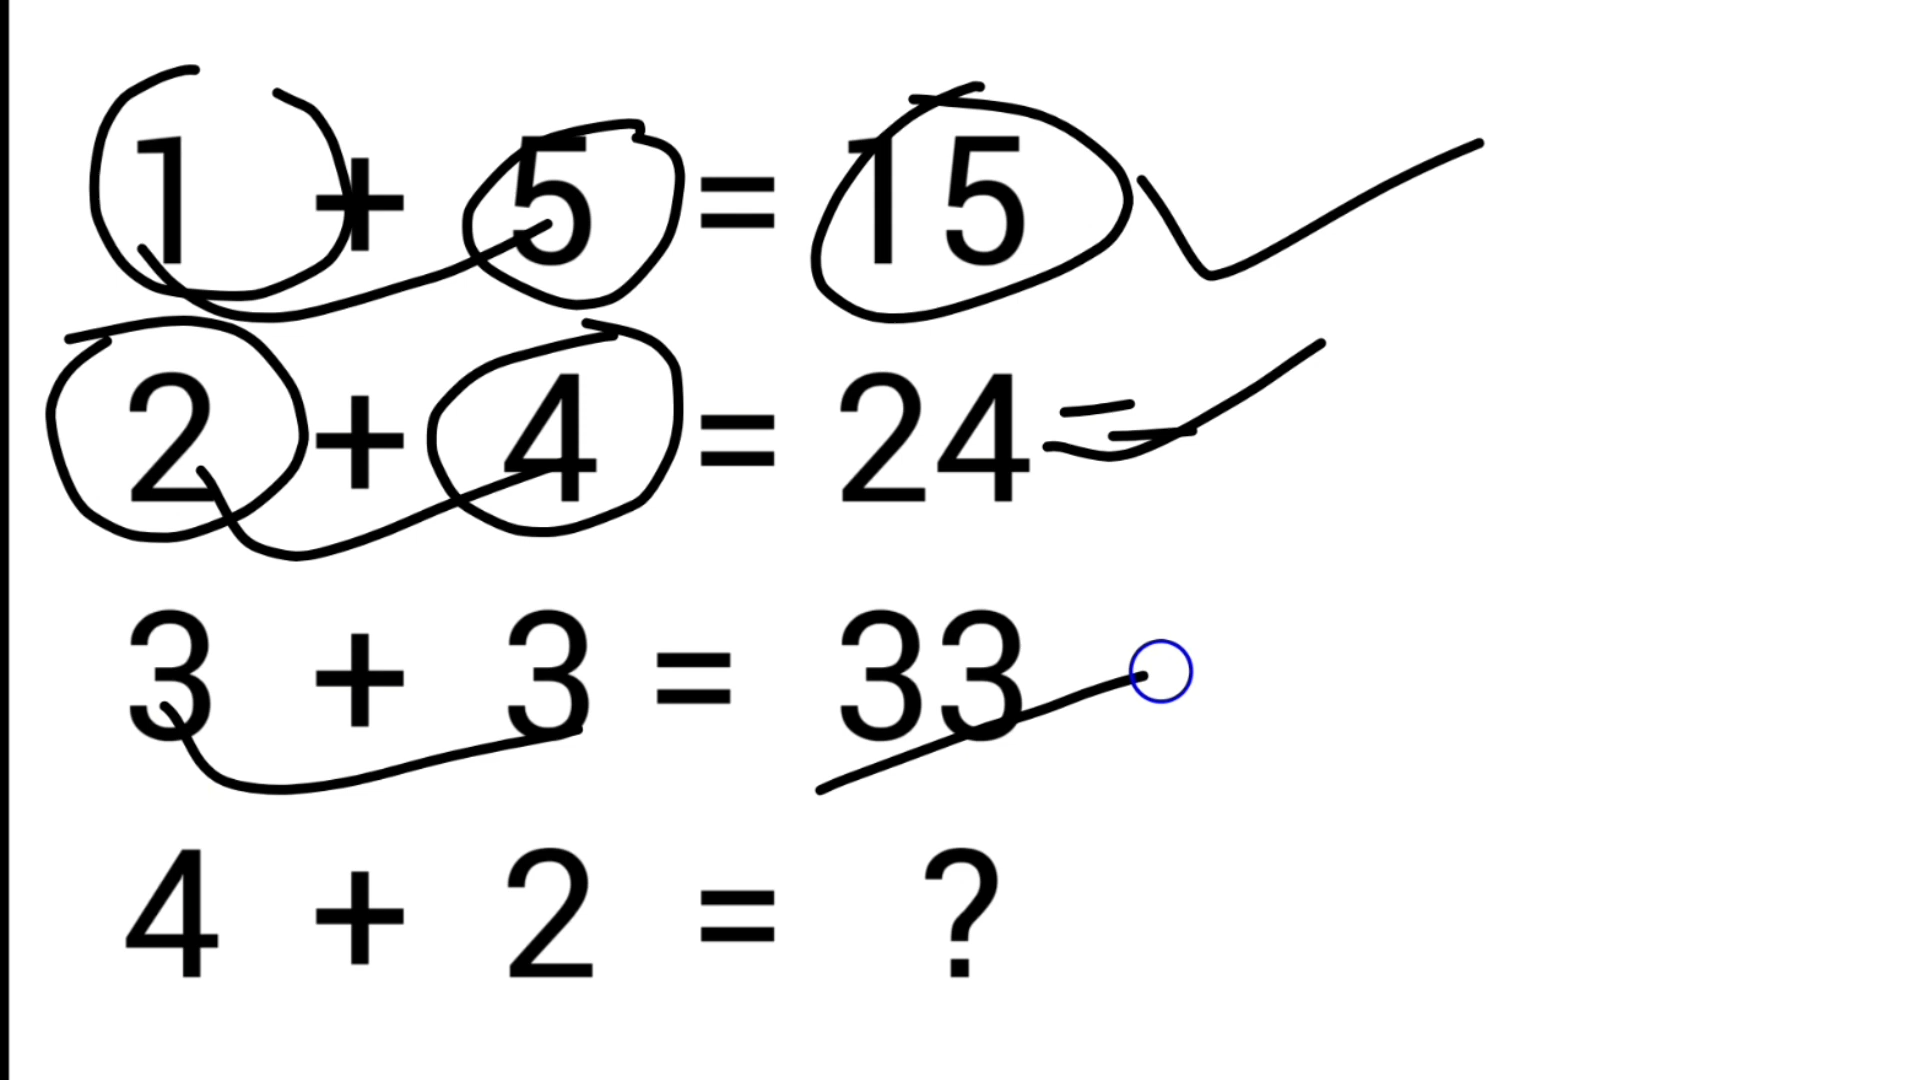 1 + 5 = 15
2 + 4 = 24
3 + 3 = 33
4 + 2 = ?